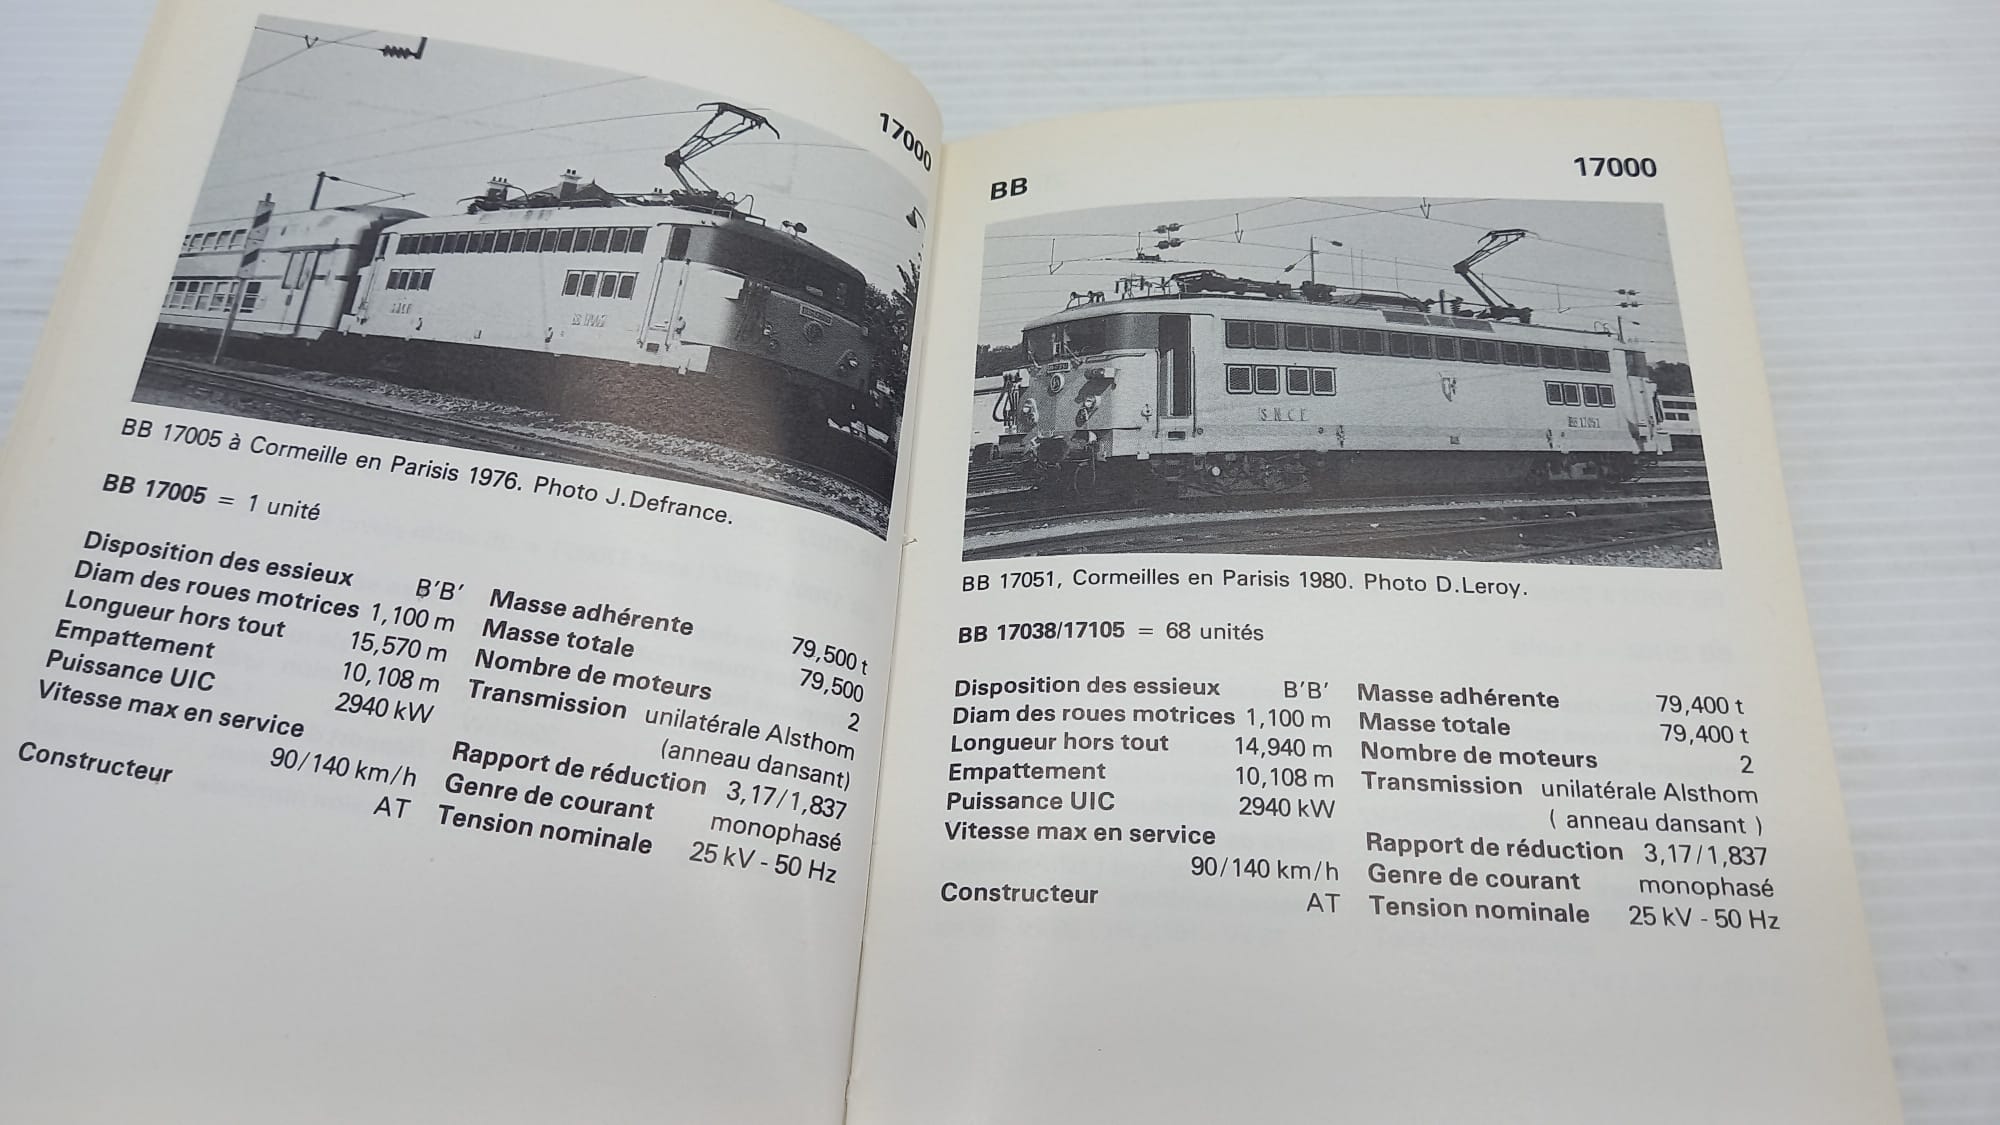 17000
BB 17005 à Cormeille en Parisis 1976. Photo J.Defrance.
BB 17005 = 1 unité
Disposition des essieux B'B'
Diam des roues motrices 1,100 m
Longueur hors tout 15,570 m
Empattement 10,108 m
Puissance UIC 2940 kW
Vitesse max en service
90/140 km/h
Constructeur AT
Masse adhérente 79,500 t
Masse totale 79,500
Nombre de moteurs 2
Transmission unilatérale Alsthom
(anneau dansant)
Rapport de réduction 3,17/1,837
Genre de courant monophasé
Tension nominale 25 kV - 50 Hz
BB 17000
SNCF
BB 17051
BB 17051, Cormeilles en Parisis 1980. Photo D.Leroy.
BB 17038/17105 = 68 unités
Disposition des essieux B'B'
Diam des roues motrices 1,100 m
Longueur hors tout 14,940 m
Empattement 10,108 m
Puissance UIC 2940 kW
Vitesse max en service
90/140 km/h
Constructeur AT
Masse adhérente 79,400 t
Masse totale 79,400 t
Nombre de moteurs 2
Transmission unilatérale Alsthom
( anneau dansant )
Rapport de réduction 3,17/1,837
Genre de courant monophasé
Tension nominale 25 kV - 50 Hz